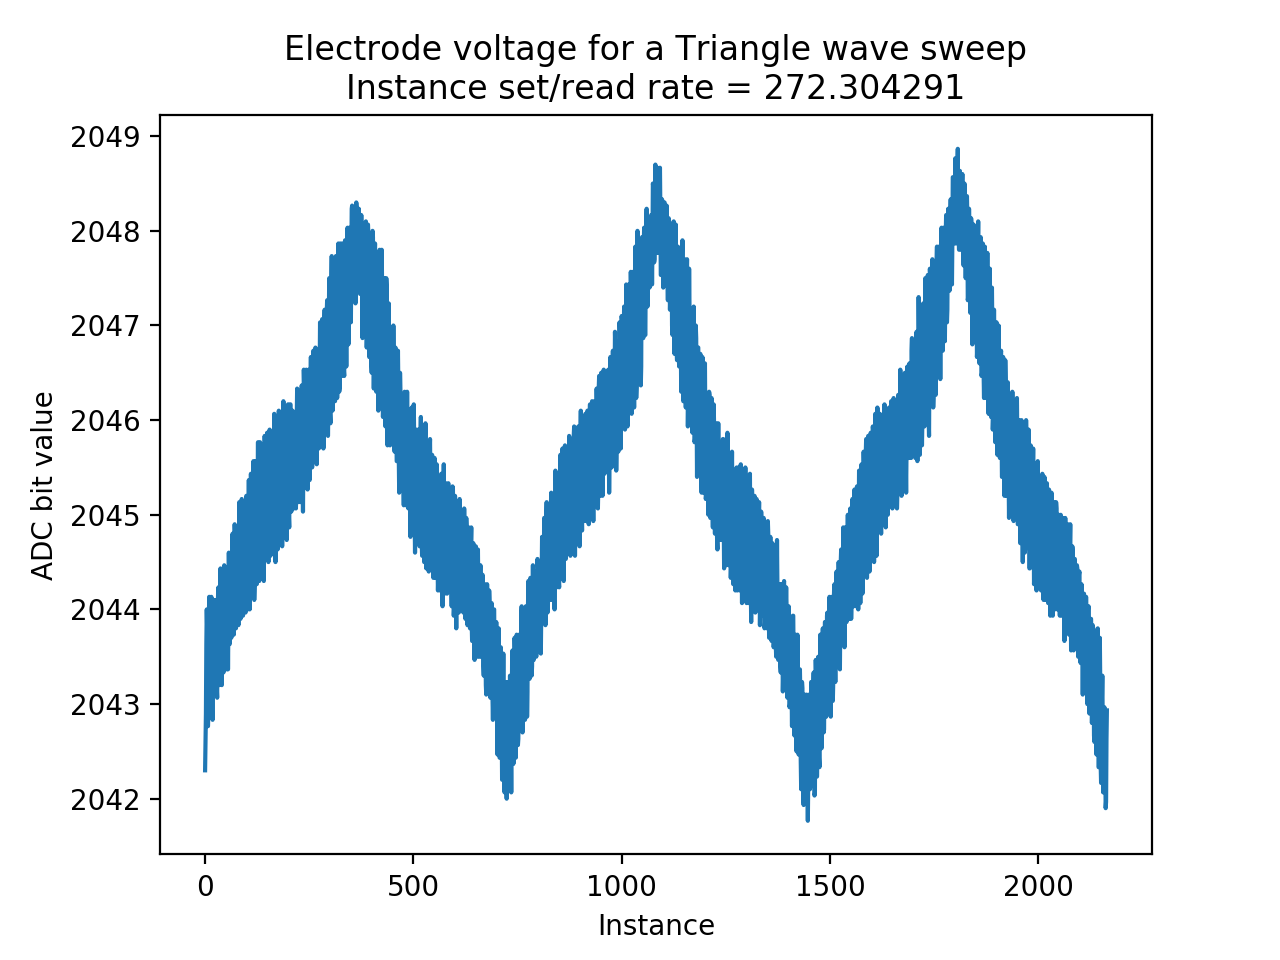 Electrode voltage for a Triangle wave sweep
Instance set/read rate = 272.304291
2049
2048
2047
2046
2045
2044
2043
2042
ADC bit value
0 500 1000 1500 2000
Instance